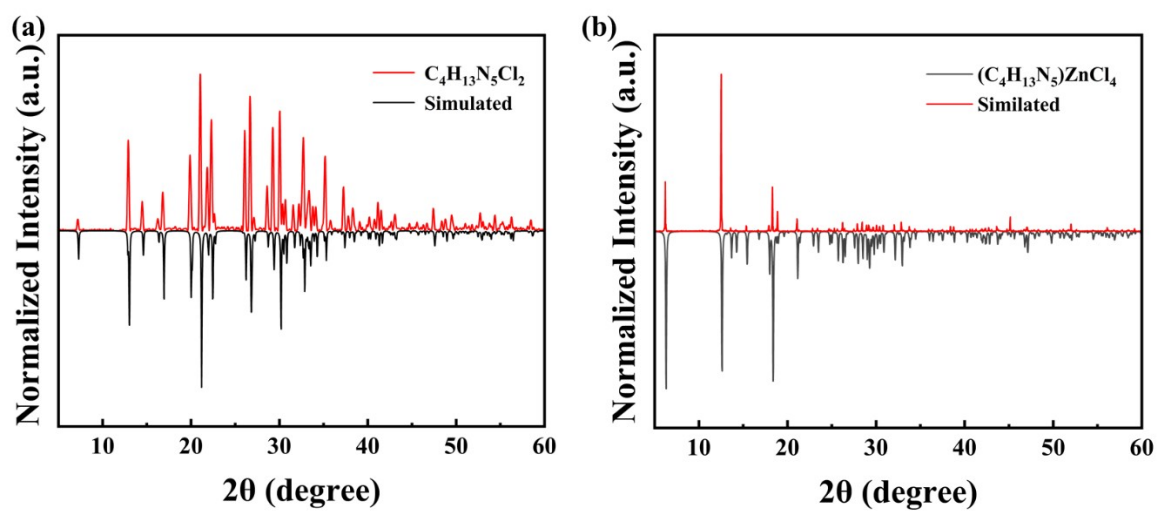 (a)
Normalized Intensity (a.u.)
C₄H₁₃N₅Cl₂
Simulated
10 20 30 40 50 60
2θ (degree)
(b)
Normalized Intensity (a.u.)
(C₄H₁₃N₅)ZnCl₄
Similated
10 20 30 40 50 60
2θ (degree)